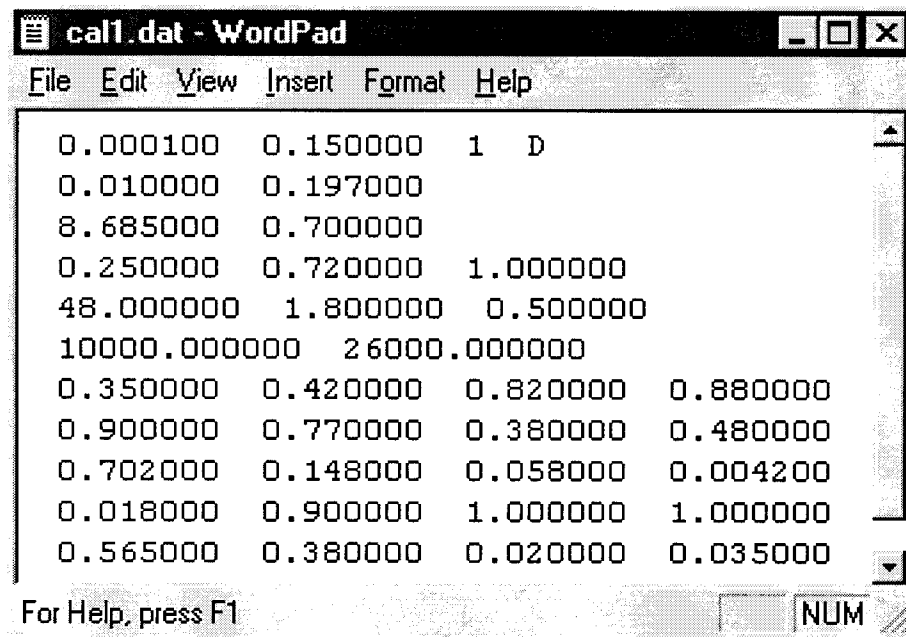 cal1.dat - WordPad
File Edit View Insert Format Help
0.000100 0.150000 1 D
0.010000 0.197000
8.685000 0.700000
0.250000 0.720000 1.000000
48.000000 1.800000 0.500000
10000.000000 26000.000000
0.350000 0.420000 0.820000 0.880000
0.900000 0.770000 0.380000 0.480000
0.702000 0.148000 0.058000 0.004200
0.018000 0.900000 1.000000 1.000000
0.565000 0.380000 0.020000 0.035000
For Help, press F1 NUM